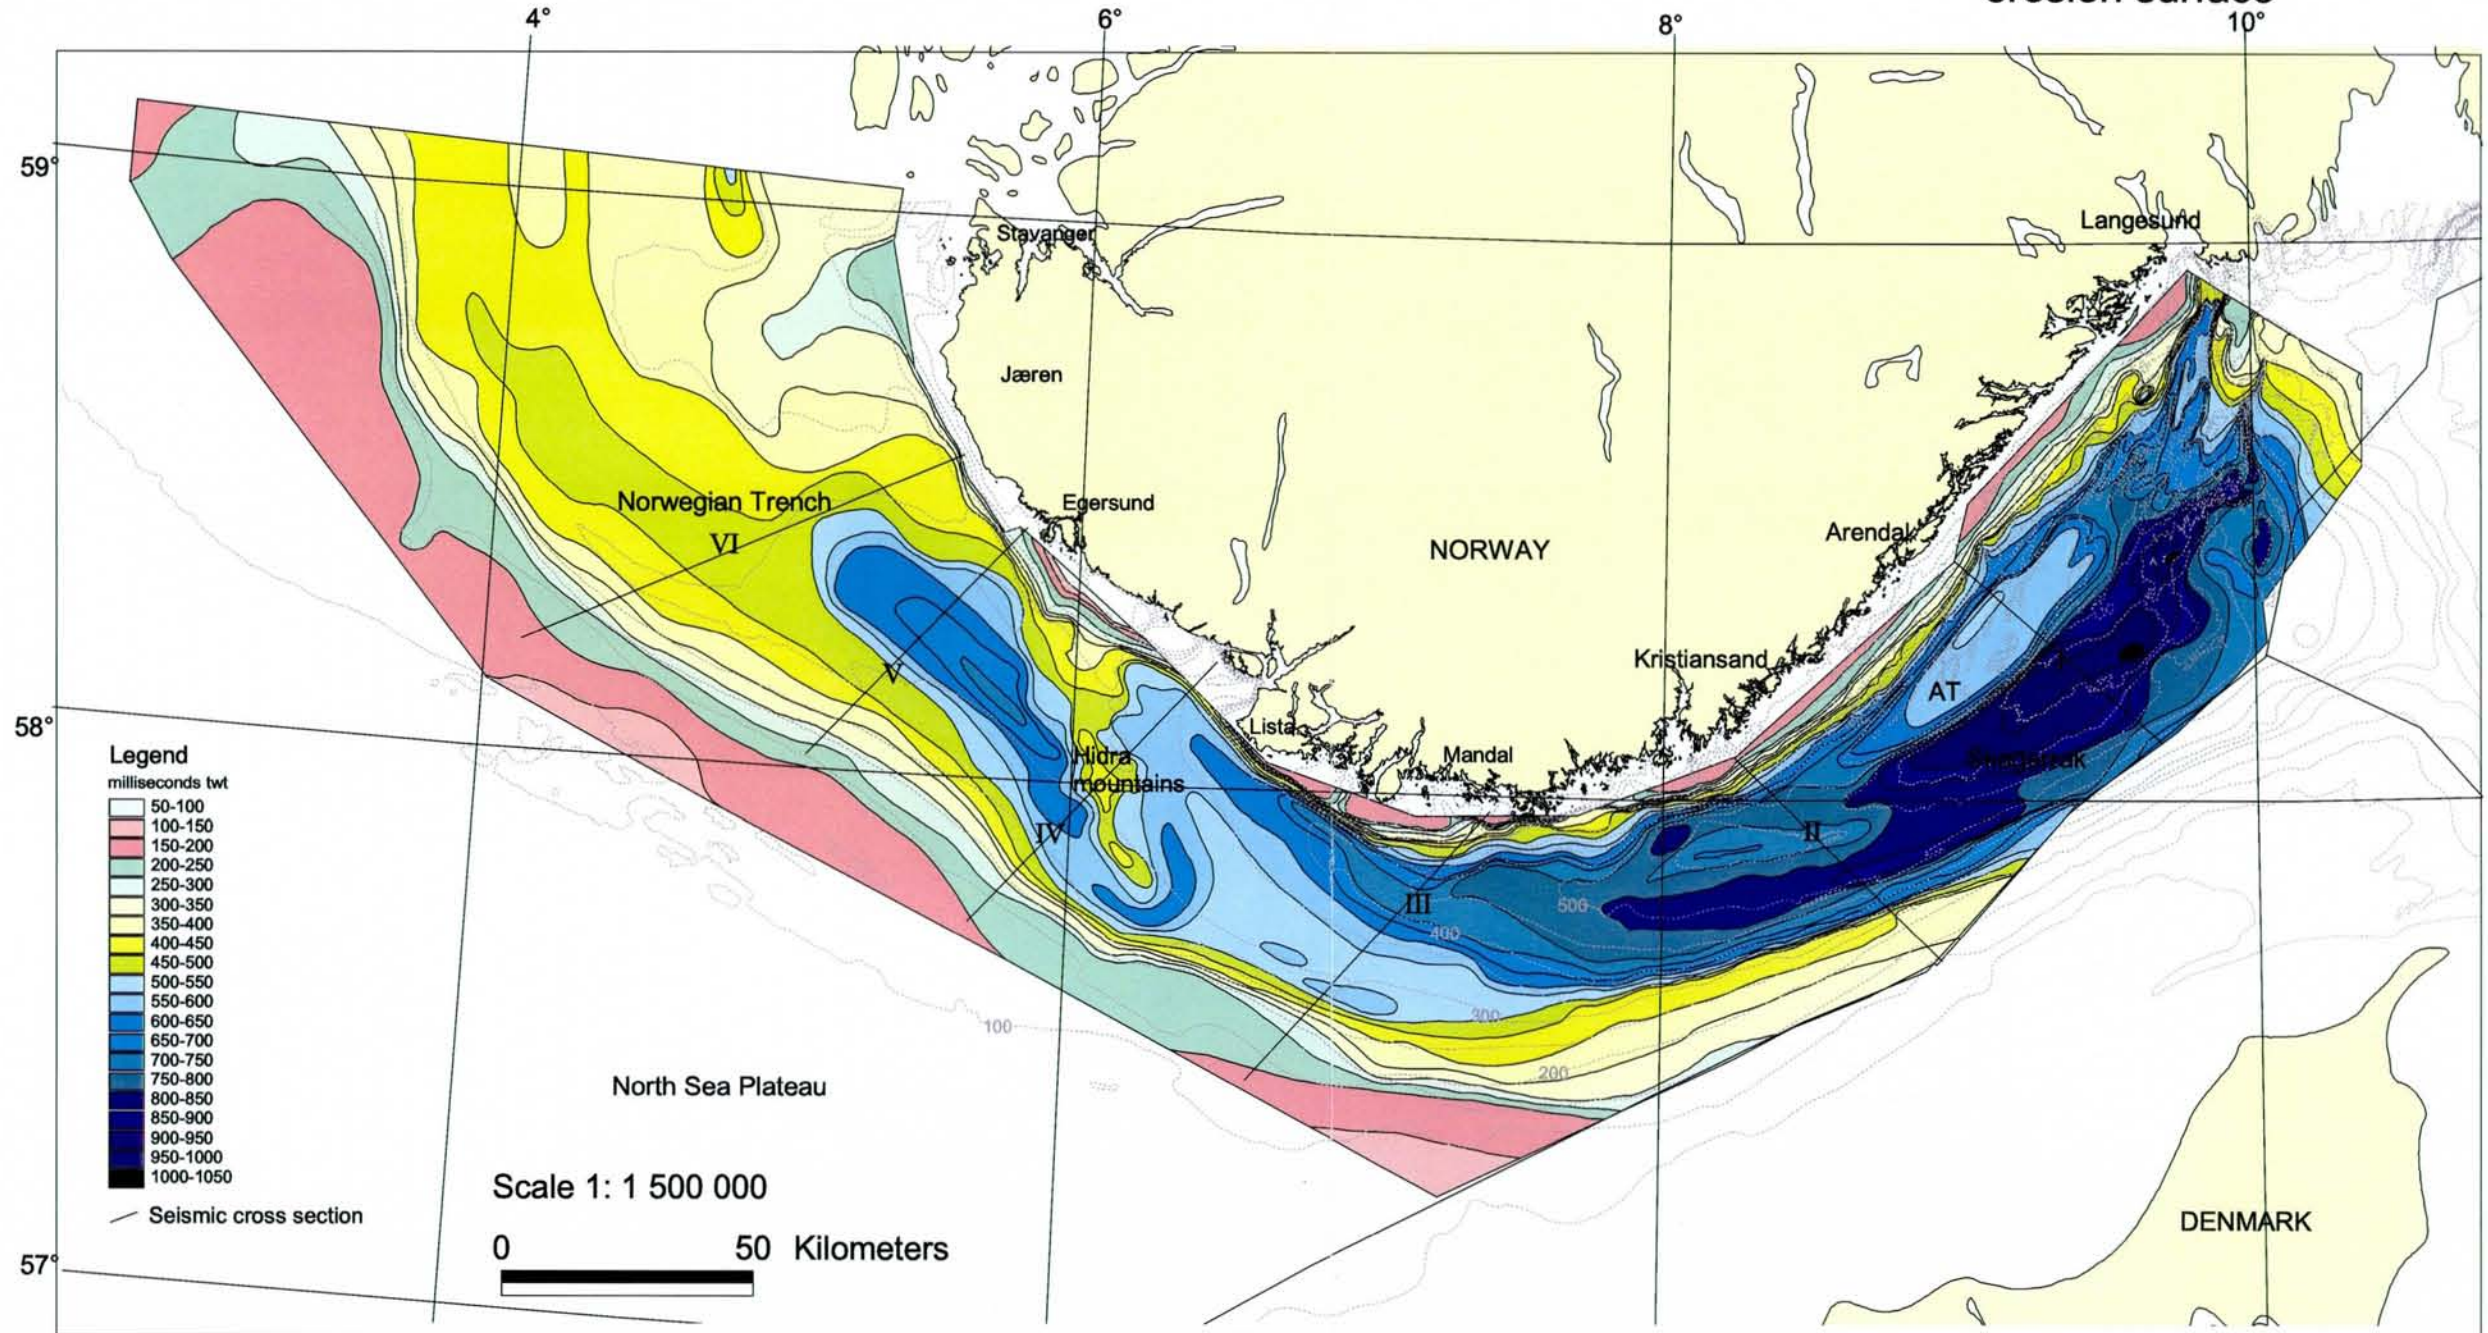 erosion surface
4°
6°
8°
10°
59°
Stavanger
Langesund
Jæren
Norwegian Trench
VI
Egersund
NORWAY
Arendal
Kristiansand
V
AT
58°
Lista
Mandal
Hidra
mountains
Skagerrak
IV
II
III
500
400
300
200
100
Legend
milliseconds twt
50-100
100-150
150-200
200-250
250-300
300-350
350-400
400-450
450-500
500-550
550-600
600-650
650-700
700-750
750-800
800-850
850-900
900-950
950-1000
1000-1050
Seismic cross section
North Sea Plateau
Scale 1: 1 500 000
0 50 Kilometers
57°
DENMARK